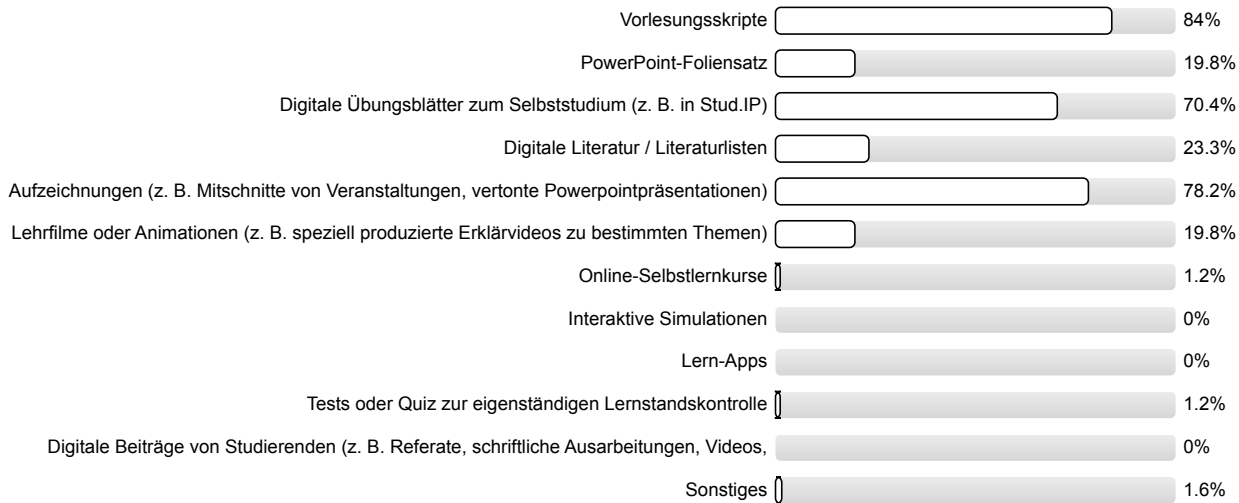 Vorlesungsskripte 84%
PowerPoint-Foliensatz 19.8%
Digitale Übungsblätter zum Selbststudium (z. B. in Stud.IP) 70.4%
Digitale Literatur / Literaturlisten 23.3%
Aufzeichnungen (z. B. Mitschnitte von Veranstaltungen, vertonte Powerpointpräsentationen) 78.2%
Lehrfilme oder Animationen (z. B. speziell produzierte Erklärvideos zu bestimmten Themen) 19.8%
Online-Selbstlernkurse 1.2%
Interaktive Simulationen 0%
Lern-Apps 0%
Tests oder Quiz zur eigenständigen Lernstandskontrolle 1.2%
Digitale Beiträge von Studierenden (z. B. Referate, schriftliche Ausarbeitungen, Videos, 0%
Sonstiges 1.6%